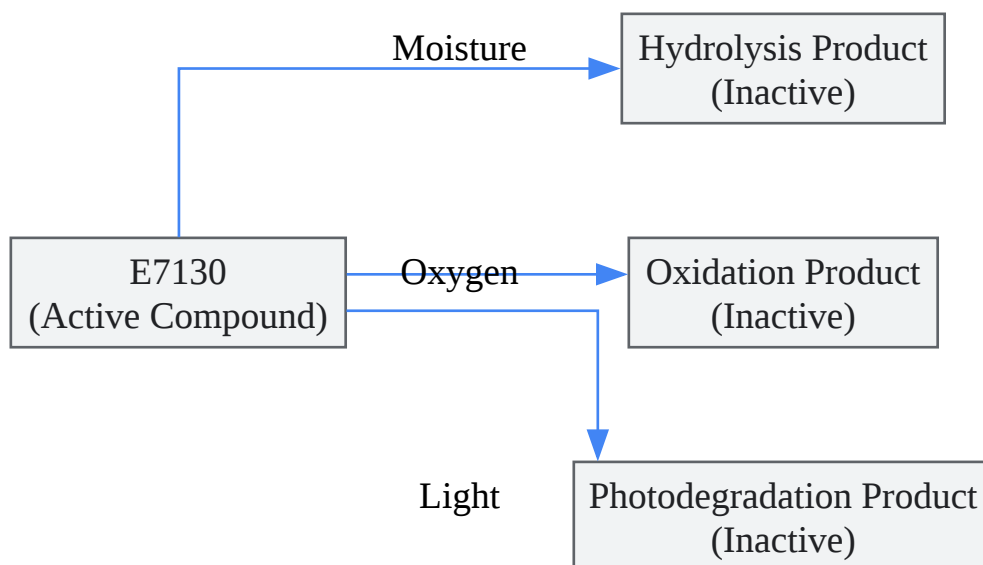 Moisture
Hydrolysis Product
(Inactive)
E7130
(Active Compound)
Oxygen
Oxidation Product
(Inactive)
Light
Photodegradation Product
(Inactive)